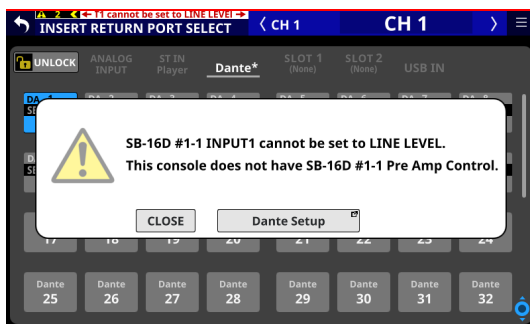 2 ← T1 cannot be set to LINE LEVEL →
INSERT RETURN PORT SELECT
CH 1
CH 1
UNLOCK
ANALOG INPUT
ST IN Player
Dante*
SLOT 1 (None)
SLOT 2 (None)
USB IN
SB-16D #1-1 INPUT1 cannot be set to LINE LEVEL.
This console does not have SB-16D #1-1 Pre Amp Control.
CLOSE
Dante Setup
17 18 19 20 21 22 23 24
Dante Dante Dante Dante Dante Dante Dante Dante
25 26 27 28 29 30 31 32